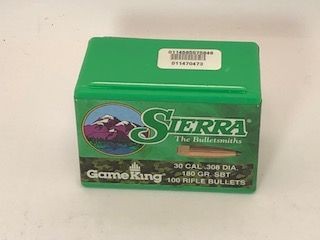 011470473
SIERRA
The Bulletsmiths
GameKing
30 CAL .308 DIA.
180 GR. SBT
100 RIFLE BULLETS